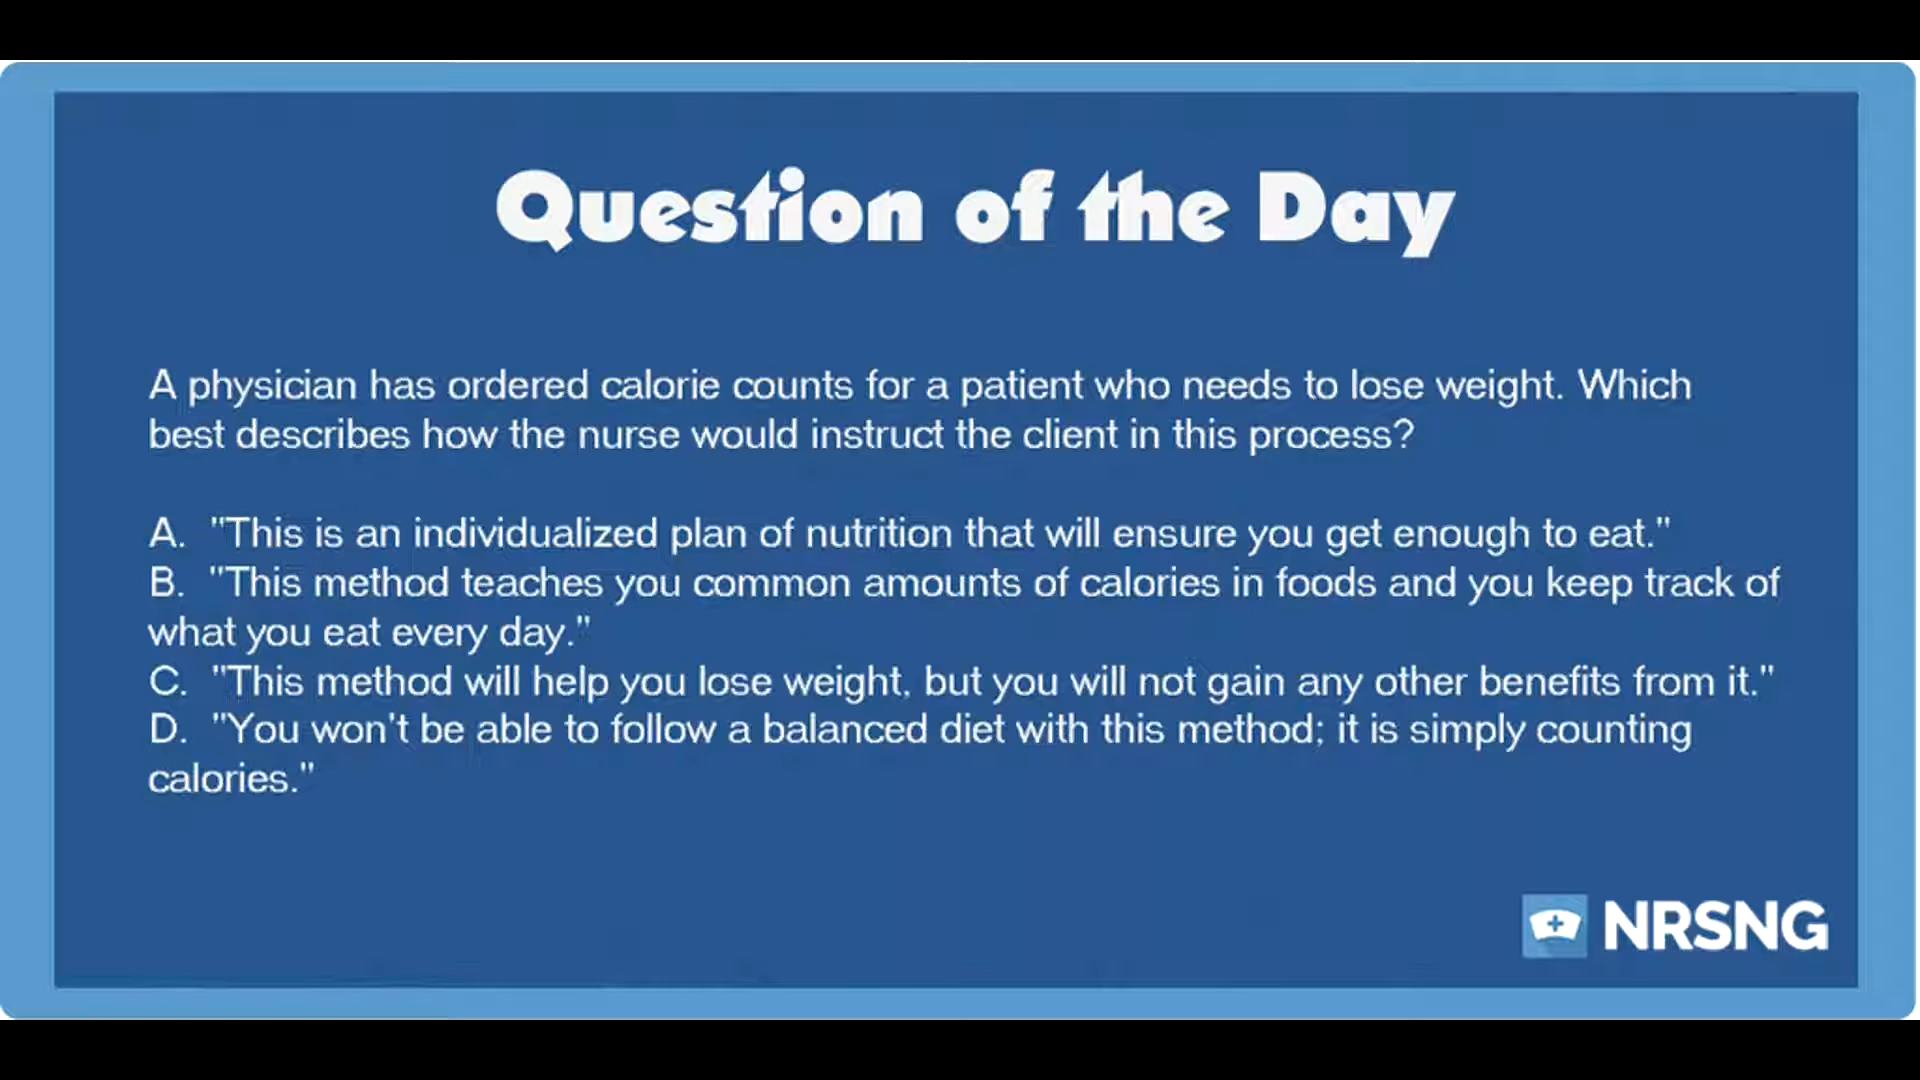 Question of the Day
A physician has ordered calorie counts for a patient who needs to lose weight. Which
best describes how the nurse would instruct the client in this process?
A. "This is an individualized plan of nutrition that will ensure you get enough to eat."
B. "This method teaches you common amounts of calories in foods and you keep track of
what you eat every day."
C. "This method will help you lose weight, but you will not gain any other benefits from it."
D. "You won't be able to follow a balanced diet with this method; it is simply counting
calories."
NRSNG